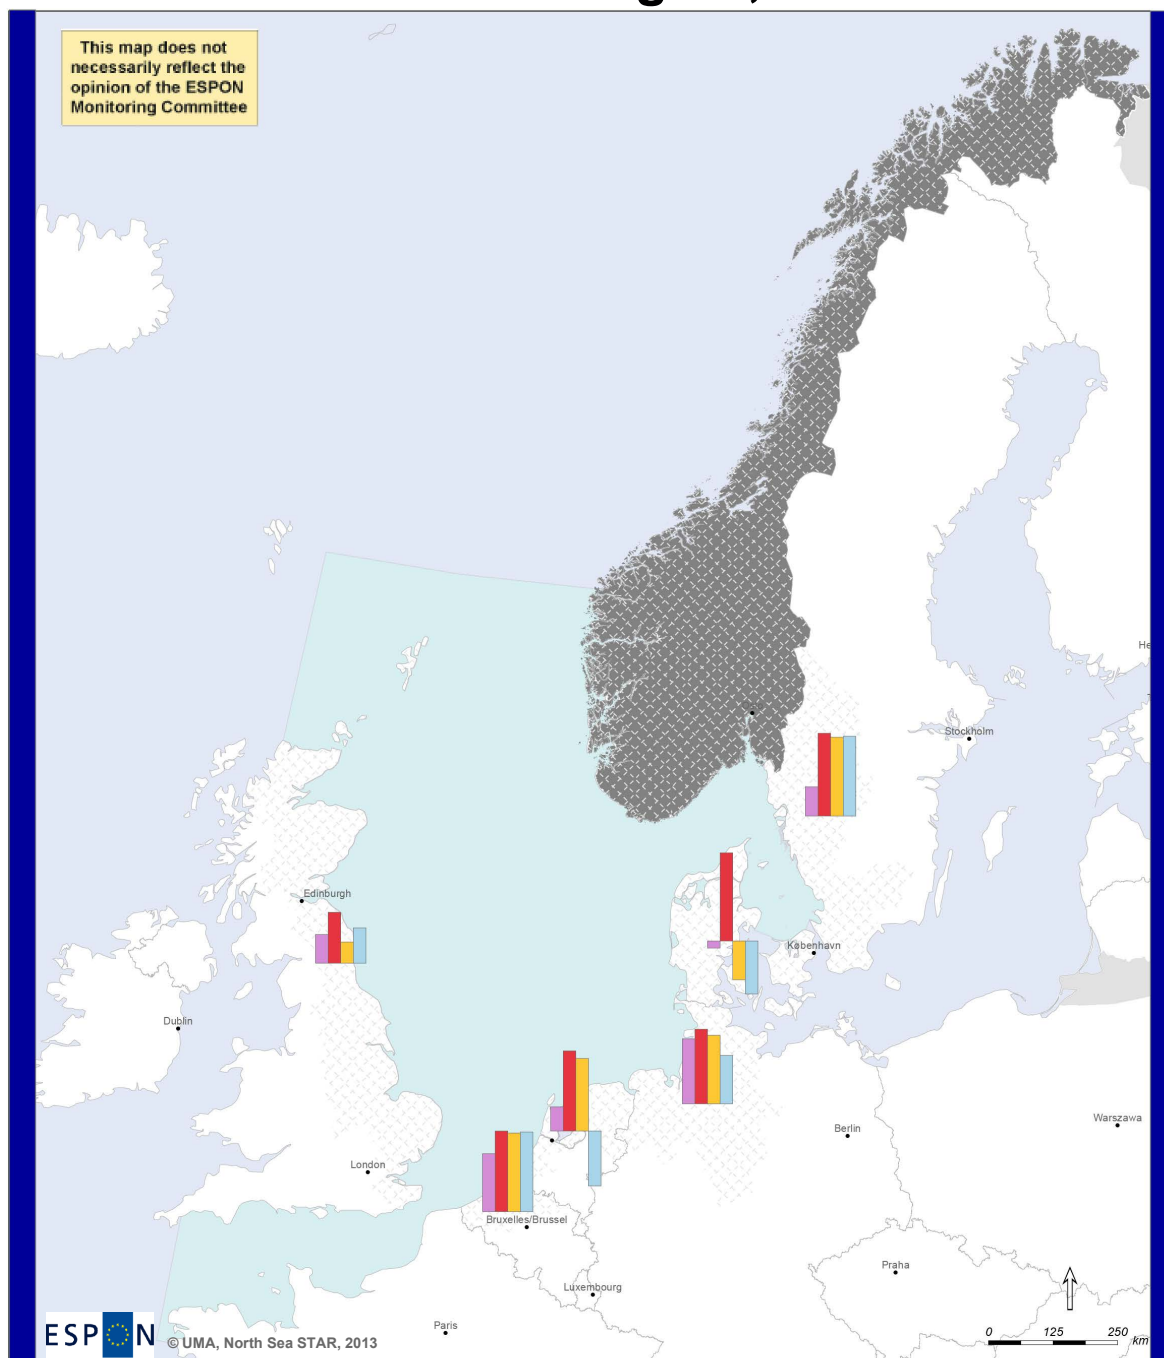 This map does not
necessarily reflect the
opinion of the ESPON
Monitoring Committee
Stockholm
Edinburgh
København
Dublin
Warszawa
Berlin
London
Bruxelles/Brussel
Praha
Luxembourg
Paris
ESPON
© UMA, North Sea STAR, 2013
0 125 250
km